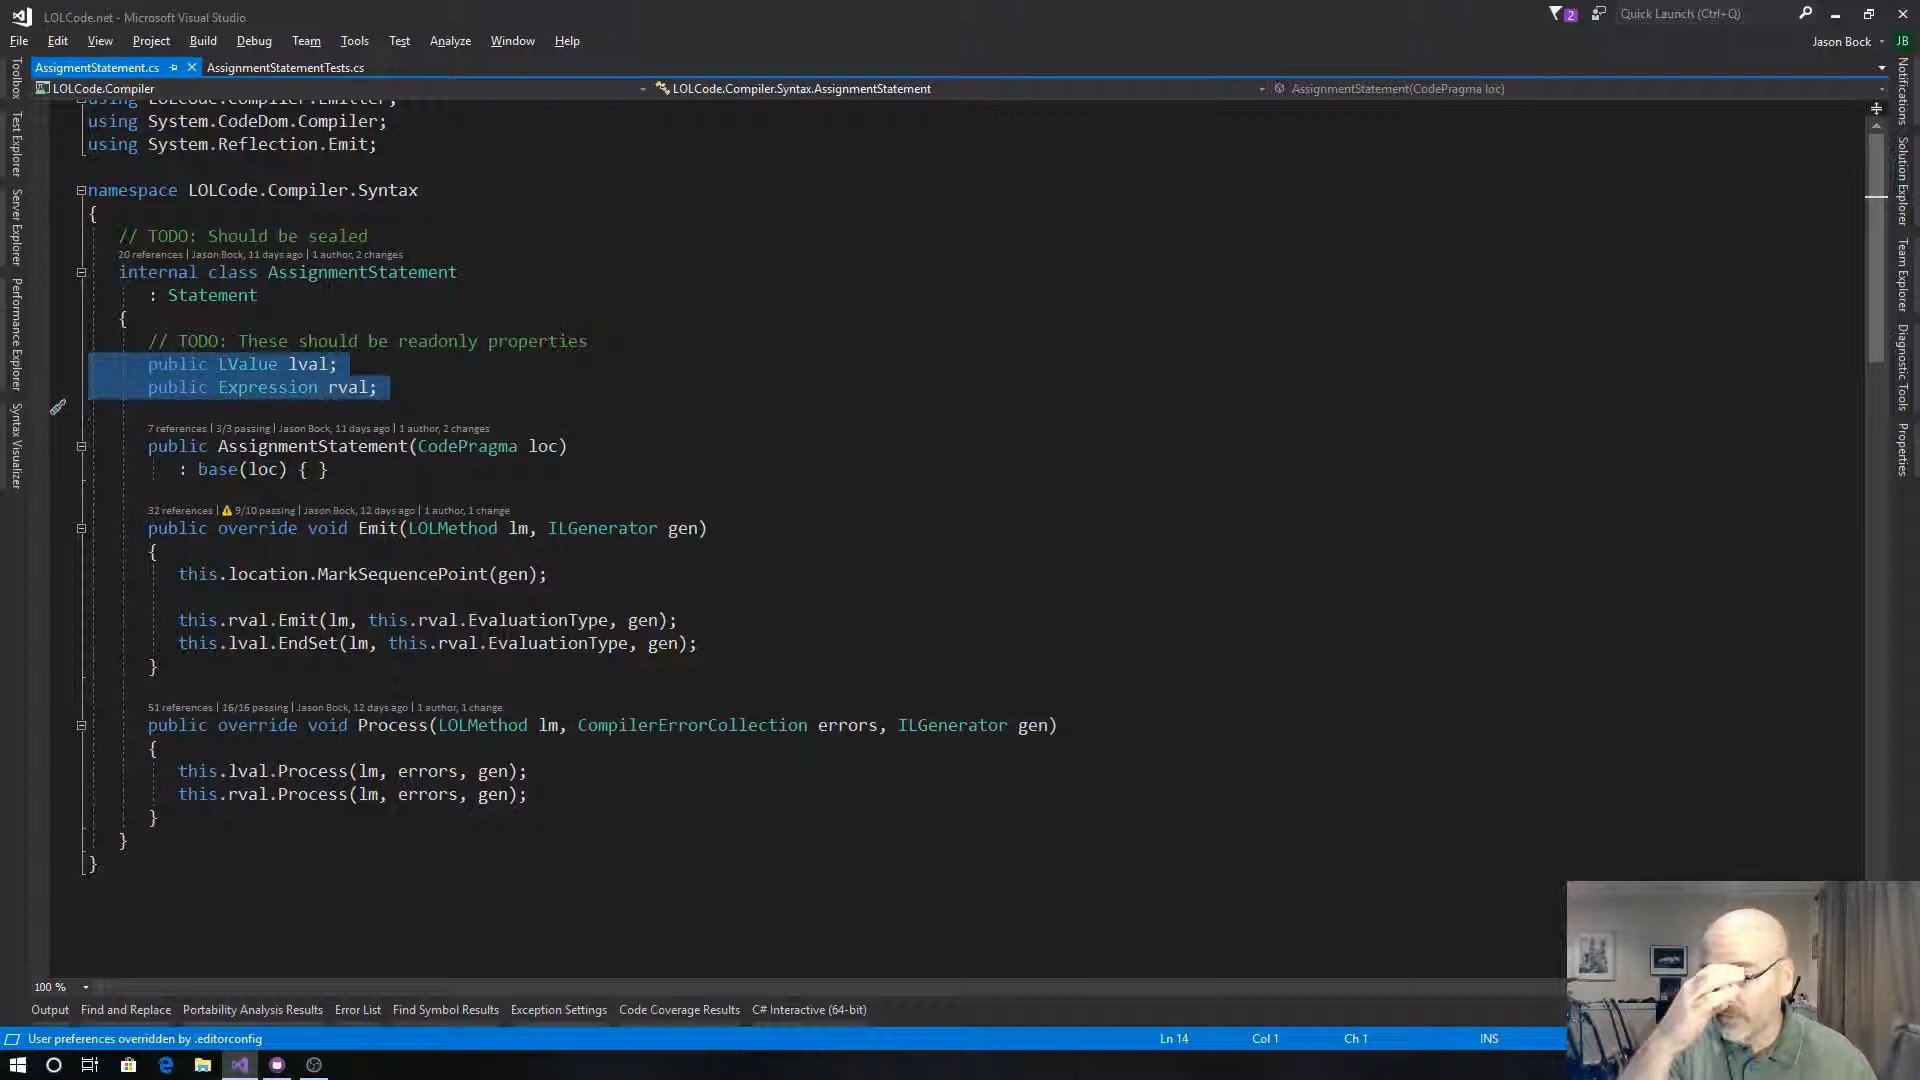 LOLCode.net - Microsoft Visual Studio
2
Quick Launch (Ctrl+Q)
File Edit View Project Build Debug Team Tools Test Analyze Window Help
Jason Bock
JB
AssigmentStatement.cs
AssignmentStatementTests.cs
LOLCode.Compiler
LOLCode.Compiler.Syntax.AssignmentStatement
AssignmentStatement(CodePragma loc)
Toolbox
Test Explorer
Server Explorer
Performance Explorer
Syntax Visualizer
using LOLCode.Compiler.Emitter;
using System.CodeDom.Compiler;
using System.Reflection.Emit;
namespace LOLCode.Compiler.Syntax
{
// TODO: Should be sealed
20 references | Jason Bock, 11 days ago | 1 author, 2 changes
internal class AssignmentStatement
: Statement
{
// TODO: These should be readonly properties
public LValue lval;
public Expression rval;
7 references | 3/3 passing | Jason Bock, 11 days ago | 1 author, 2 changes
public AssignmentStatement(CodePragma loc)
: base(loc) { }
32 references | 9/10 passing | Jason Bock, 12 days ago | 1 author, 1 change
public override void Emit(LOLMethod lm, ILGenerator gen)
{
this.location.MarkSequencePoint(gen);
this.rval.Emit(lm, this.rval.EvaluationType, gen);
this.lval.EndSet(lm, this.rval.EvaluationType, gen);
}
51 references | 16/16 passing | Jason Bock, 12 days ago | 1 author, 1 change
public override void Process(LOLMethod lm, CompilerErrorCollection errors, ILGenerator gen)
{
this.lval.Process(lm, errors, gen);
this.rval.Process(lm, errors, gen);
}
}
}
Notifications
Solution Explorer
Team Explorer
Diagnostic Tools
Properties
100 %
Output Find and Replace Portability Analysis Results Error List Find Symbol Results Exception Settings Code Coverage Results C# Interactive (64-bit)
User preferences overridden by .editorconfig
Ln 14 Col 1 Ch 1 INS